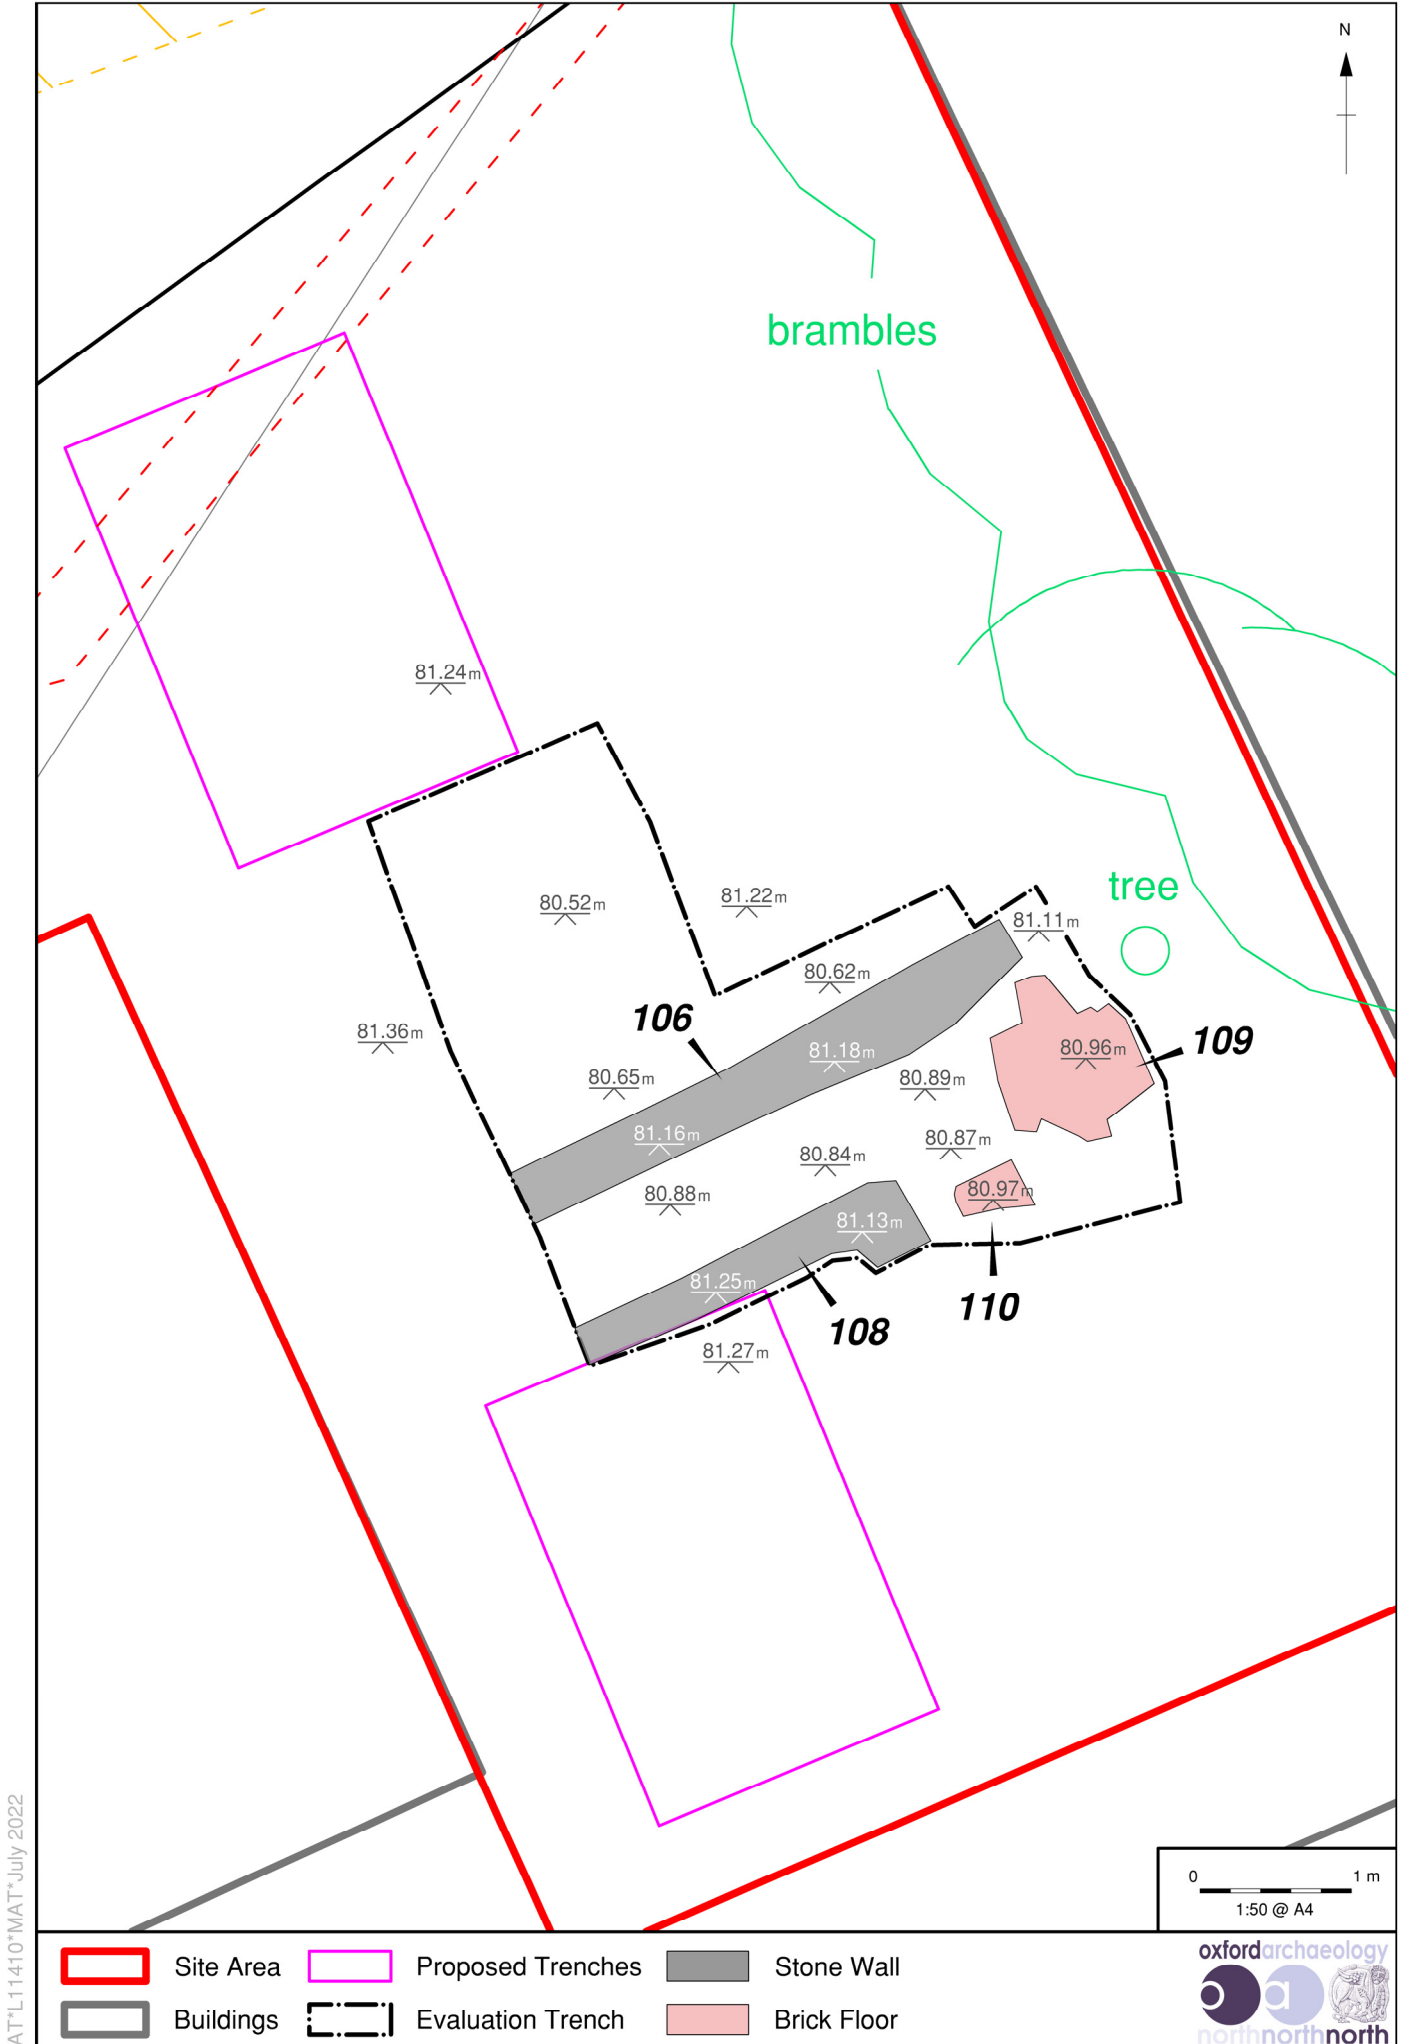 N
brambles
81.24m
tree
80.52m
81.22m
81.11m
80.62m
106
81.36m
109
81.18m
80.96m
80.65m
80.89m
81.16m
80.87m
80.84m
80.88m
80.97m
81.13m
81.25m
110
108
81.27m
0 1 m
1:50 @ A4
AT*L11410*MAT*July 2022
Site Area
Proposed Trenches
Stone Wall
Buildings
Evaluation Trench
Brick Floor
oxfordarchaeology
oa
northnorthnorth